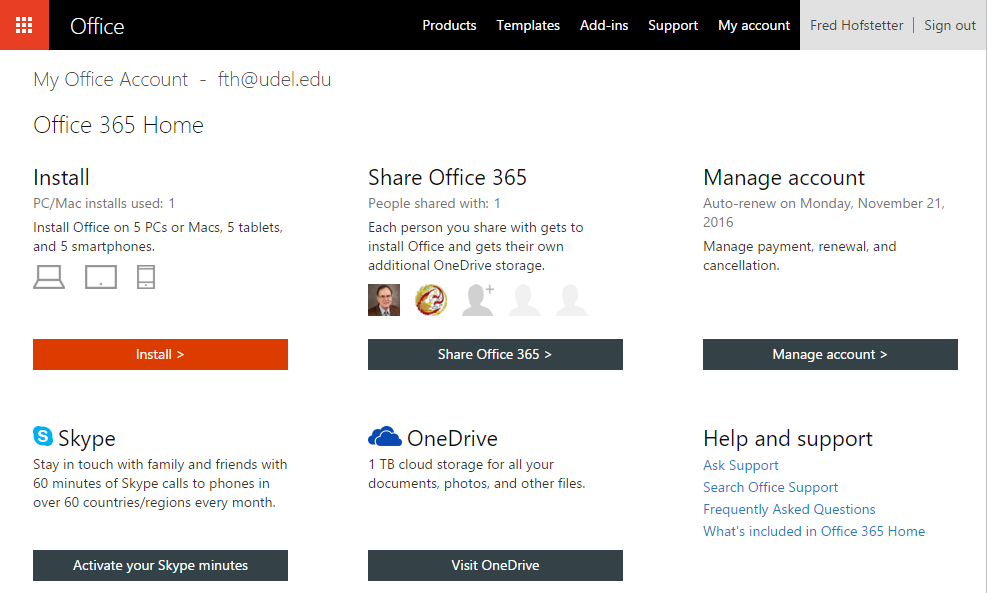 Office
Products Templates Add-ins Support My account Fred Hofstetter | Sign out
My Office Account - fth@udel.edu
Office 365 Home
Install
PC/Mac installs used: 1
Install Office on 5 PCs or Macs, 5 tablets,
and 5 smartphones.
Install >
Share Office 365
People shared with: 1
Each person you share with gets to
install Office and gets their own
additional OneDrive storage.
Share Office 365 >
Manage account
Auto-renew on Monday, November 21,
2016
Manage payment, renewal, and
cancellation.
Manage account >
Skype
Stay in touch with family and friends with
60 minutes of Skype calls to phones in
over 60 countries/regions every month.
Activate your Skype minutes
OneDrive
1 TB cloud storage for all your
documents, photos, and other files.
Visit OneDrive
Help and support
Ask Support
Search Office Support
Frequently Asked Questions
What's included in Office 365 Home